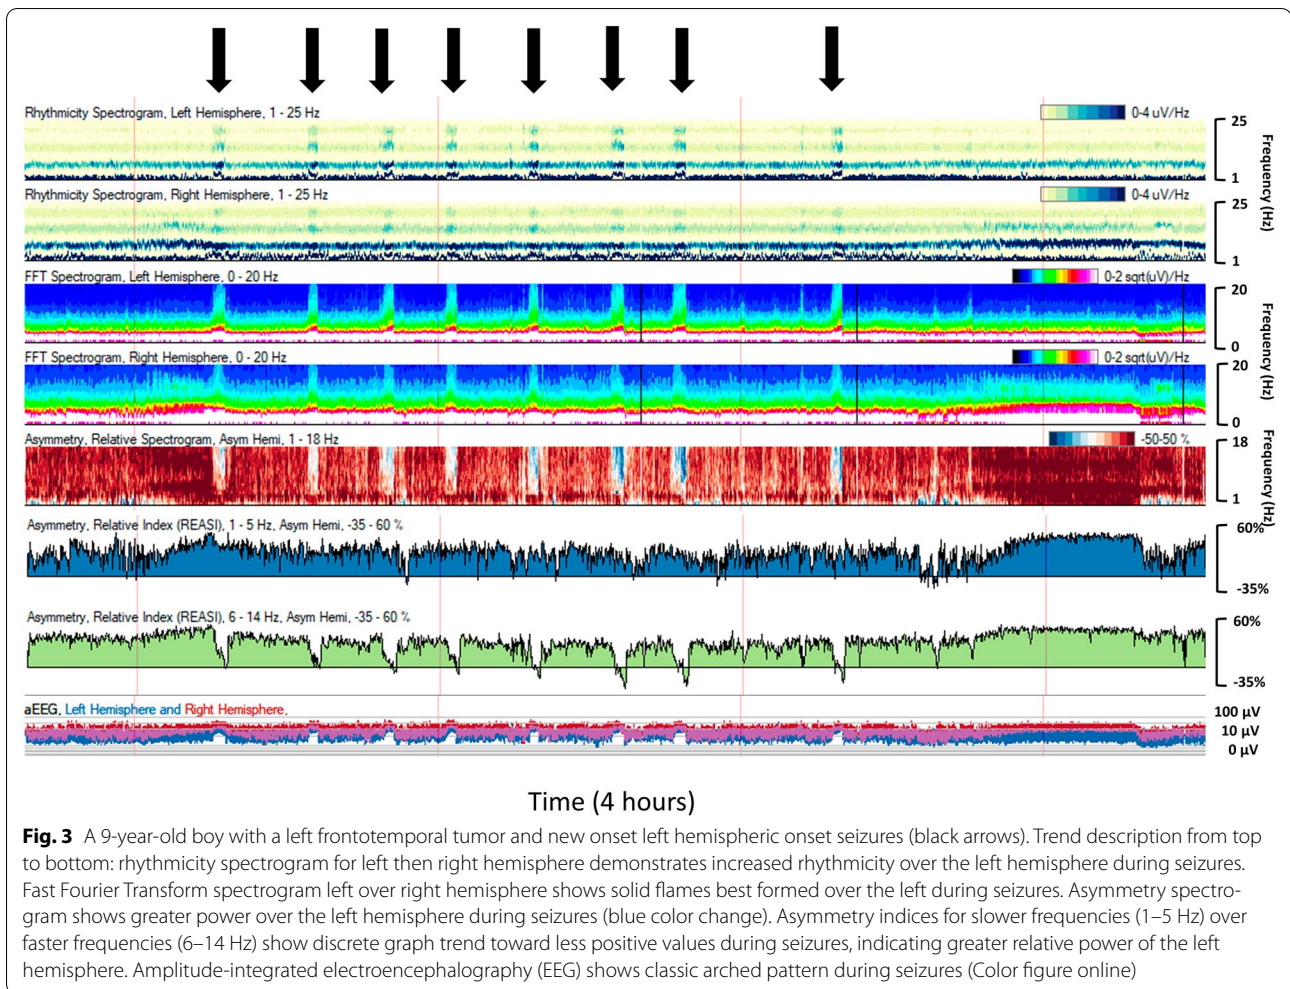 Rhythmicity Spectrogram, Left Hemisphere, 1 - 25 Hz
0-4 uV/Hz
25
1
Rhythmicity Spectrogram, Right Hemisphere, 1 - 25 Hz
0-4 uV/Hz
25
1
Frequency (Hz)
FFT Spectrogram, Left Hemisphere, 0 - 20 Hz
0-2 sqrt(uV)/Hz
20
0
FFT Spectrogram, Right Hemisphere, 0 - 20 Hz
0-2 sqrt(uV)/Hz
20
0
Frequency (Hz)
Asymmetry, Relative Spectrogram, Asym Hemi, 1 - 18 Hz
-50-50 %
18
1
Frequency (Hz)
Asymmetry, Relative Index (REASI), 1 - 5 Hz, Asym Hemi, -35 - 60 %
60%
-35%
Asymmetry, Relative Index (REASI), 6 - 14 Hz, Asym Hemi, -35 - 60 %
60%
-35%
aEEG, Left Hemisphere and Right Hemisphere,
100 µV
10 µV
0 µV
Time (4 hours)
Fig. 3 A 9-year-old boy with a left frontotemporal tumor and new onset left hemispheric onset seizures (black arrows). Trend description from top
to bottom: rhythmicity spectrogram for left then right hemisphere demonstrates increased rhythmicity over the left hemisphere during seizures.
Fast Fourier Transform spectrogram left over right hemisphere shows solid flames best formed over the left during seizures. Asymmetry spectro-
gram shows greater power over the left hemisphere during seizures (blue color change). Asymmetry indices for slower frequencies (1–5 Hz) over
faster frequencies (6–14 Hz) show discrete graph trend toward less positive values during seizures, indicating greater relative power of the left
hemisphere. Amplitude-integrated electroencephalography (EEG) shows classic arched pattern during seizures (Color figure online)